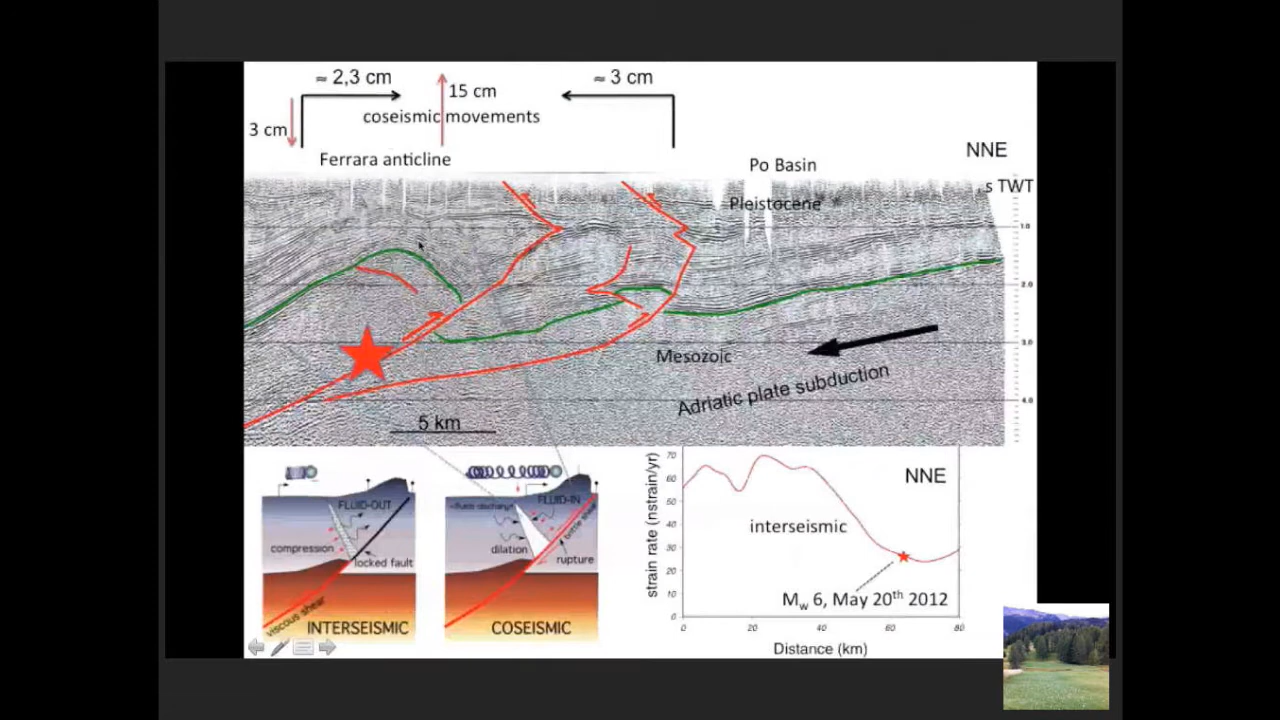 ≈ 2,3 cm
≈ 3 cm
15 cm
coseismic movements
3 cm
NNE
Ferrara anticline
Po Basin
s TWT
Pleistocene
1.0
2.0
3.0
Mesozoic
Adriatic plate subduction
4.0
5 km
FLUID-OUT
compression
locked fault
viscous shear
INTERSEISMIC
FLUID-IN
brittle shear
dilation
rupture
COSEISMIC
strain rate (nstrain/yr)
70
60
50
40
30
20
10
0
NNE
interseismic
Mw 6, May 20th 2012
0
20
40
60
80
Distance (km)